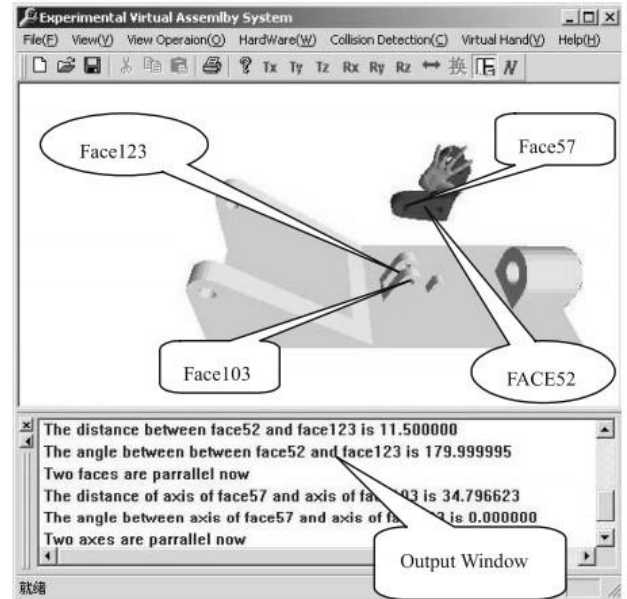 Experimental Virtual Assemlby System
File(F) View(V) View Operaion(O) HardWare(W) Collision Detection(C) Virtual Hand(V) Help(H)
Tx Ty Tz Rx Ry Rz 换 N
Face123
Face57
Face103
FACE52
The distance between face52 and face123 is 11.500000
The angle between between face52 and face123 is 179.999995
Two faces are parrallel now
The distance of axis of face57 and axis of face103 is 34.796623
The angle between axis of face57 and axis of is 0.000000
Two axes are parrallel now
Output Window
就绪